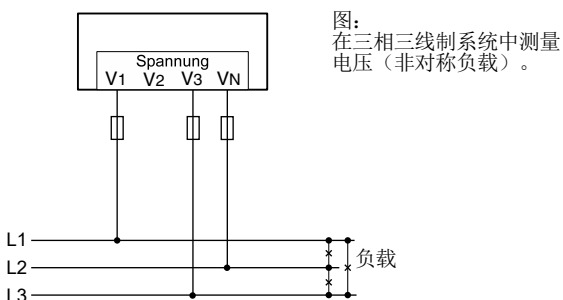 图：
在三相三线制系统中测量
电压（非对称负载）。
Spannung
V1 V2 V3 VN
L1
L2
负载
L3